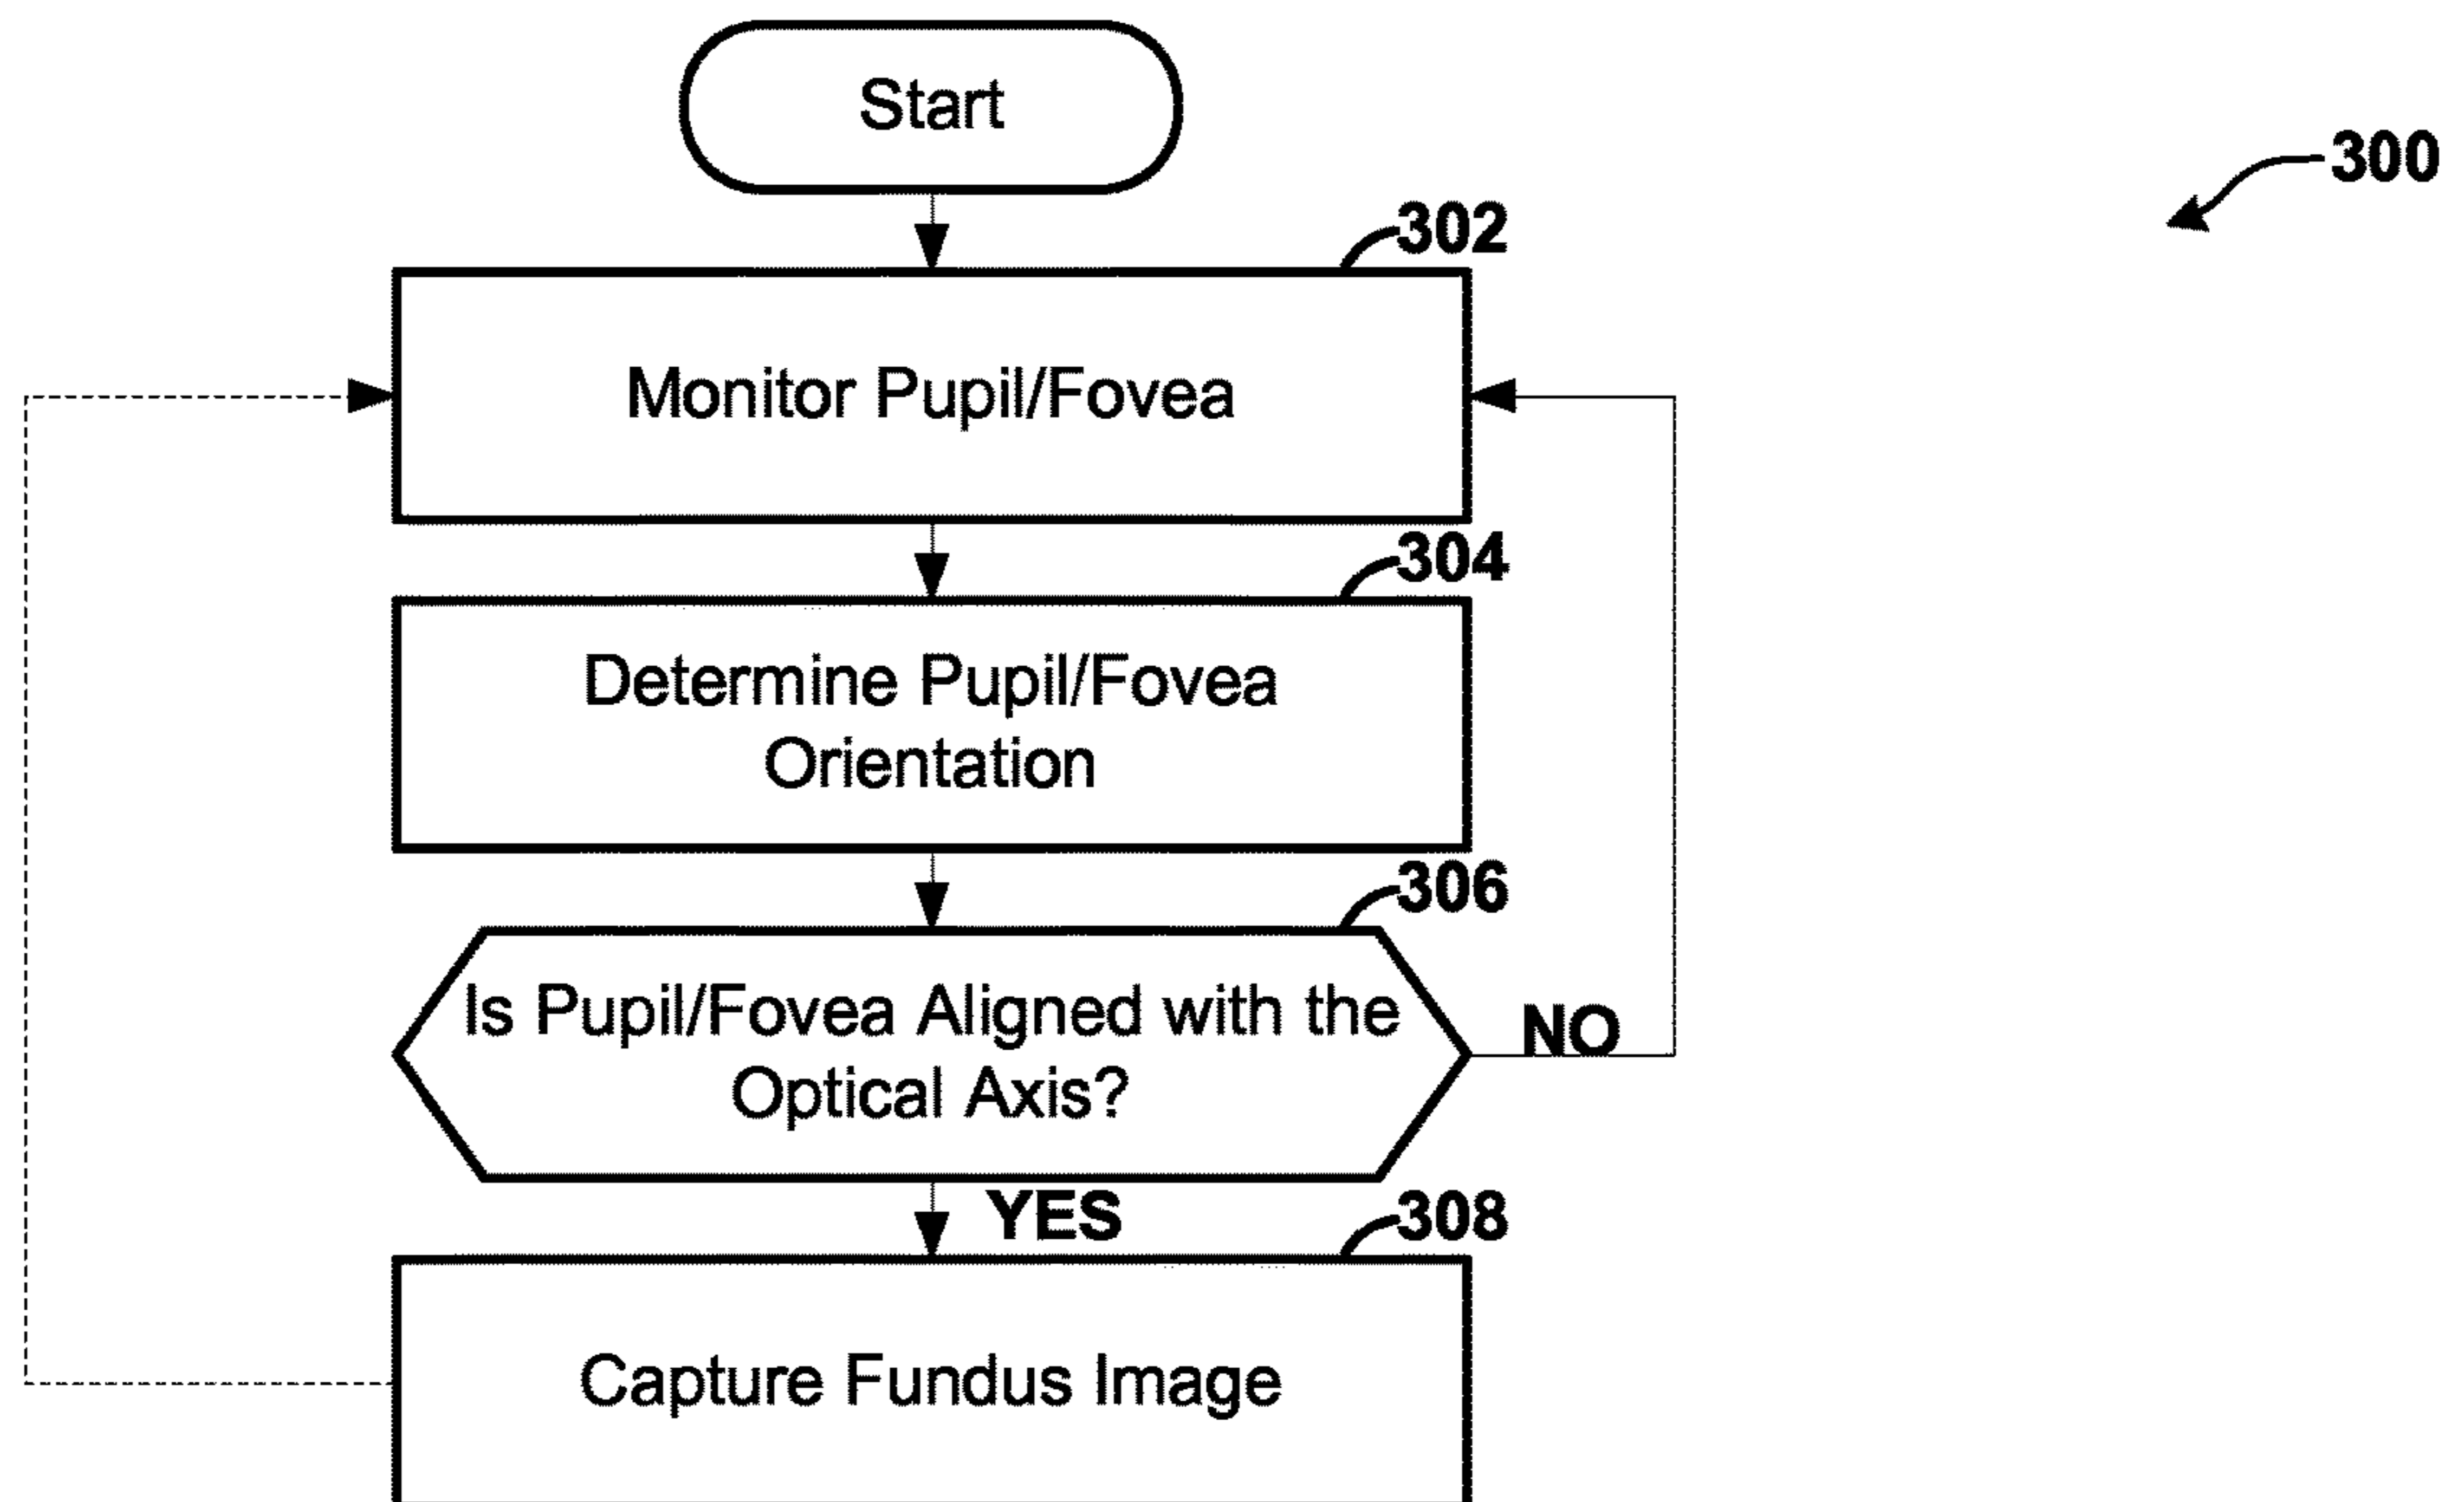 Start
300
302
Monitor Pupil/Fovea
304
Determine Pupil/Fovea
Orientation
306
Is Pupil/Fovea Aligned with the
Optical Axis?
NO
YES
308
Capture Fundus Image